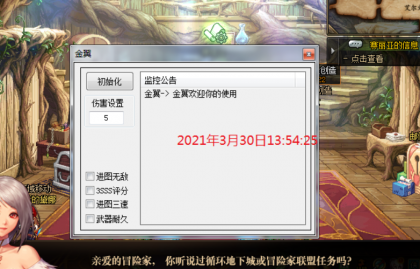 艾尔文
金翼
赛丽亚的信息
- 点击查看
初始化
监控公告
金翼-> 金翼欢迎你的使用
伤害设置
5
2021年3月30日13:54:25
进图无敌
3SSS评分
进图三速
武器耐久
亲爱的冒险家， 你听说过循环地下城或冒险家联盟任务吗?